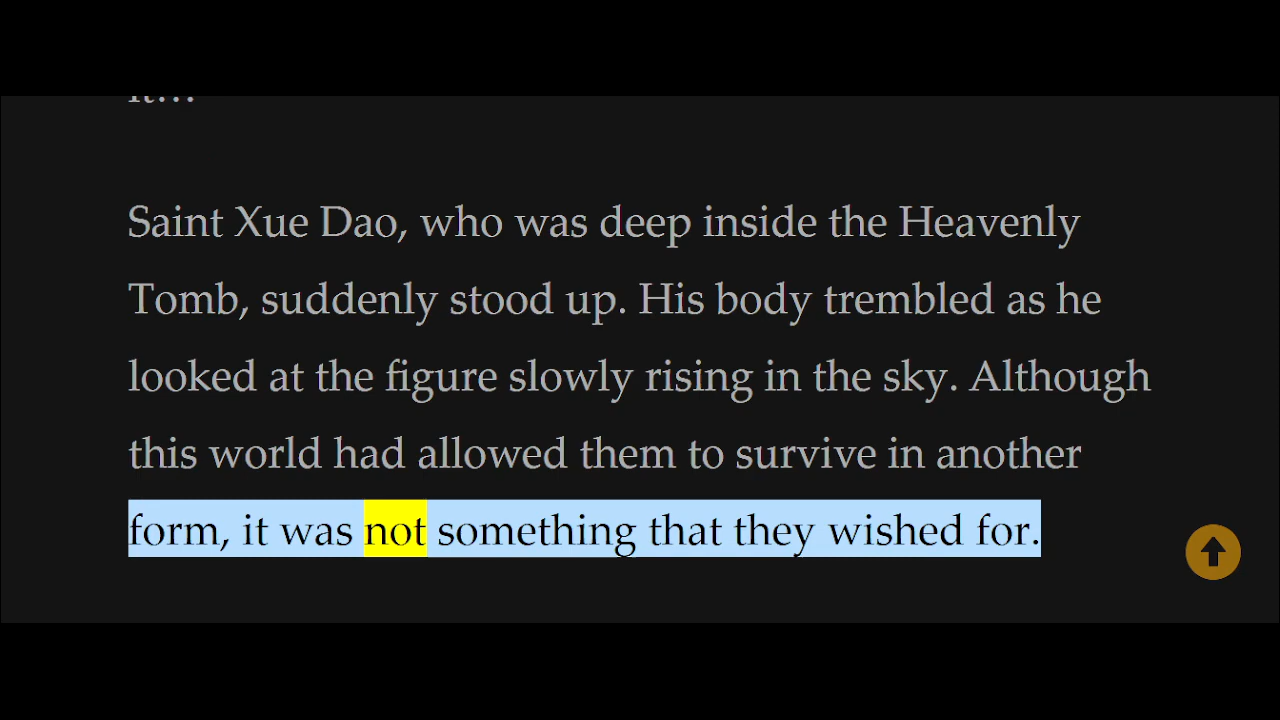 it...
Saint Xue Dao, who was deep inside the Heavenly
Tomb, suddenly stood up. His body trembled as he
looked at the figure slowly rising in the sky. Although
this world had allowed them to survive in another
form, it was not something that they wished for.